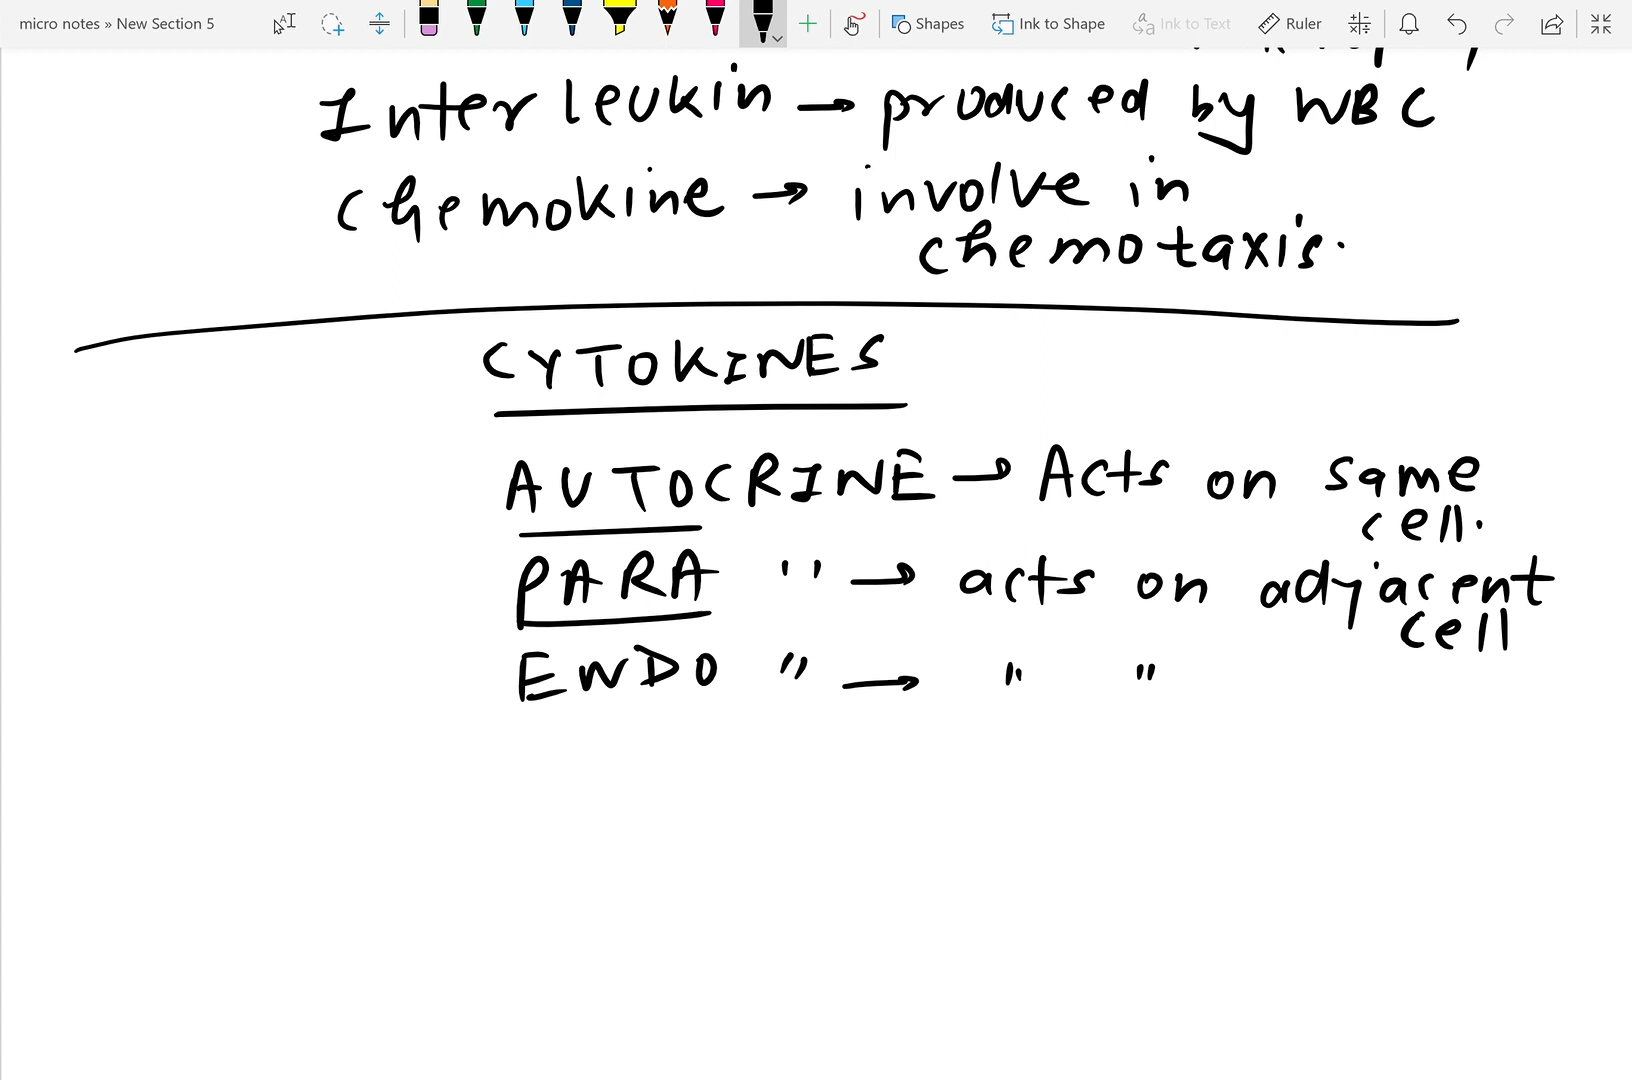 micro notes » New Section 5 Shapes Ink to Shape Ink to Text Ruler
Interleukin → produced by WBC
chemokine → involve in
chemotaxis.
CYTOKINES
AUTOCRINE → Acts on same
cell.
PARA '' → acts on adjacent
cell
ENDO " → " "